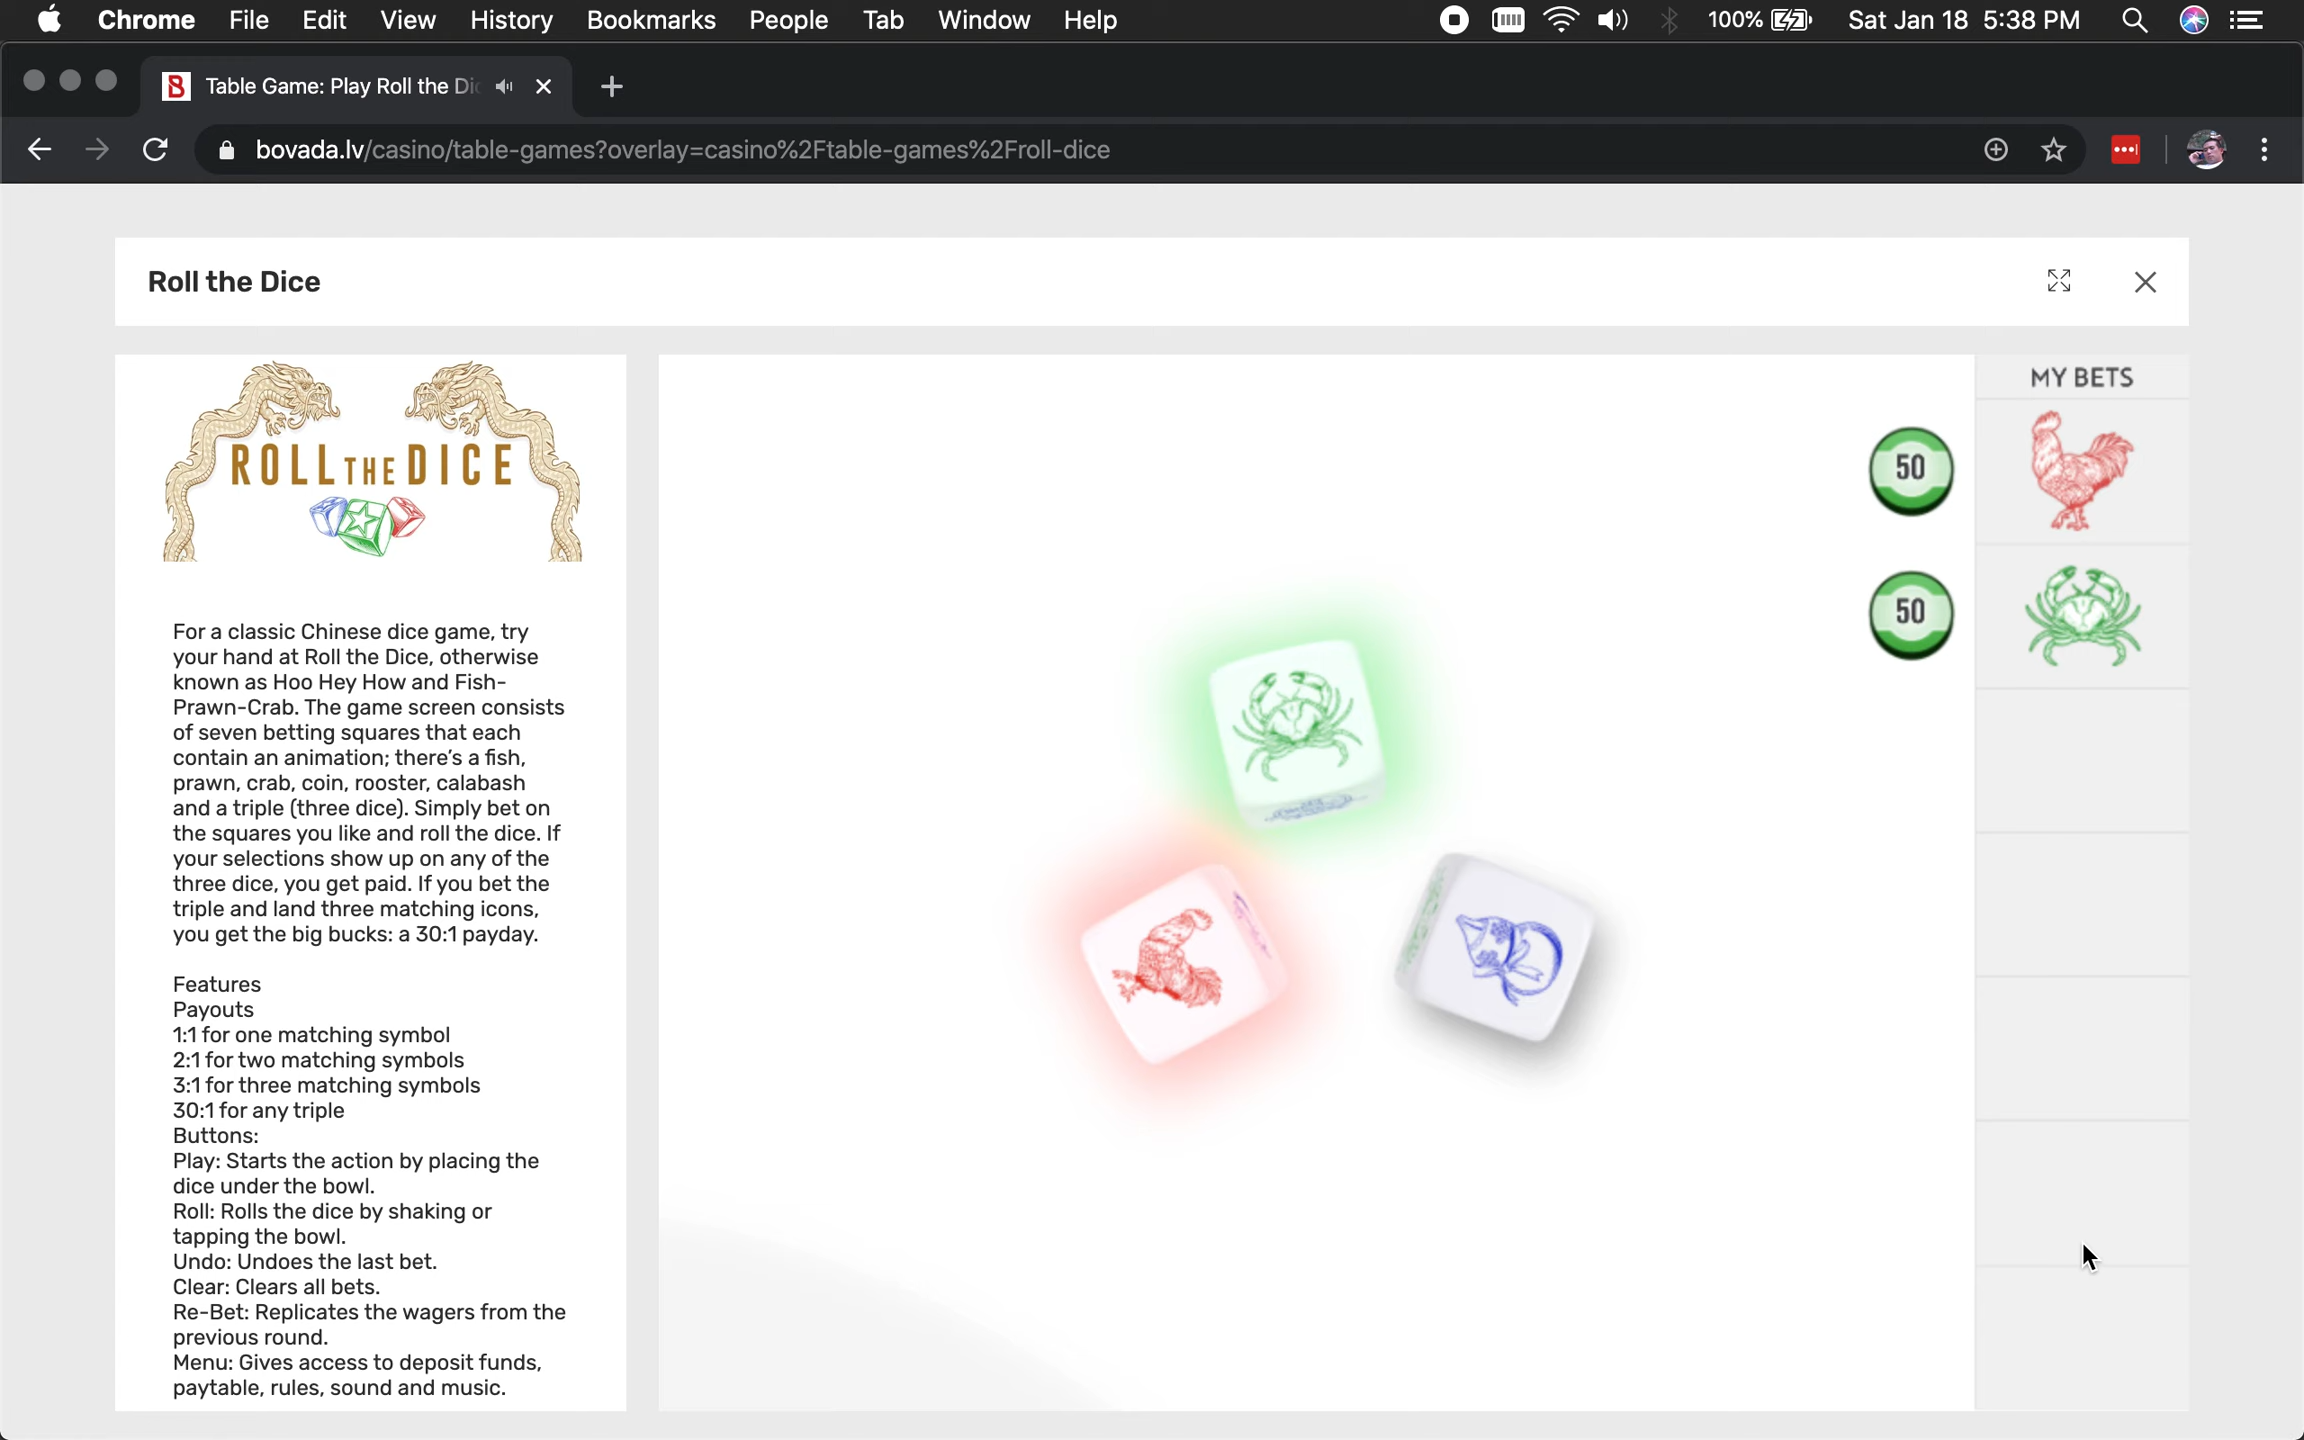 Chrome File Edit View History Bookmarks People Tab Window Help 100% Sat Jan 18 5:38 PM
Table Game: Play Roll the Di
bovada.lv/casino/table-games?overlay=casino%2Ftable-games%2Froll-dice
Roll the Dice
ROLL THE DICE
For a classic Chinese dice game, try
your hand at Roll the Dice, otherwise
known as Hoo Hey How and Fish-
Prawn-Crab. The game screen consists
of seven betting squares that each
contain an animation; there's a fish,
prawn, crab, coin, rooster, calabash
and a triple (three dice). Simply bet on
the squares you like and roll the dice. If
your selections show up on any of the
three dice, you get paid. If you bet the
triple and land three matching icons,
you get the big bucks: a 30:1 payday.
Features
Payouts
1:1 for one matching symbol
2:1 for two matching symbols
3:1 for three matching symbols
30:1 for any triple
Buttons:
Play: Starts the action by placing the
dice under the bowl.
Roll: Rolls the dice by shaking or
tapping the bowl.
Undo: Undoes the last bet.
Clear: Clears all bets.
Re-Bet: Replicates the wagers from the
previous round.
Menu: Gives access to deposit funds,
paytable, rules, sound and music.
MY BETS
50
50